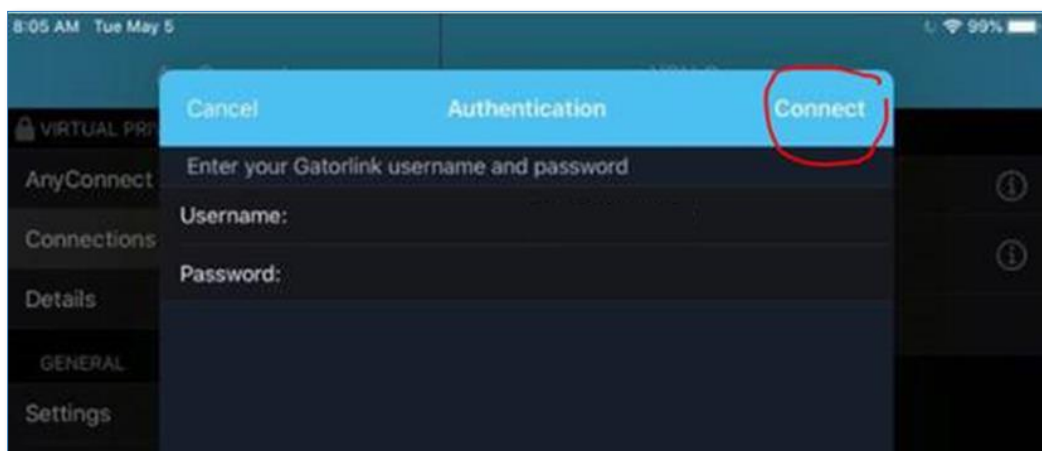 8:05 AM Tue May 5
99%
Cancel
Authentication
Connect
VIRTUAL
Enter your Gatorlink username and password
AnyConnect
Username:
Connections
Password:
Details
GENERAL
Settings